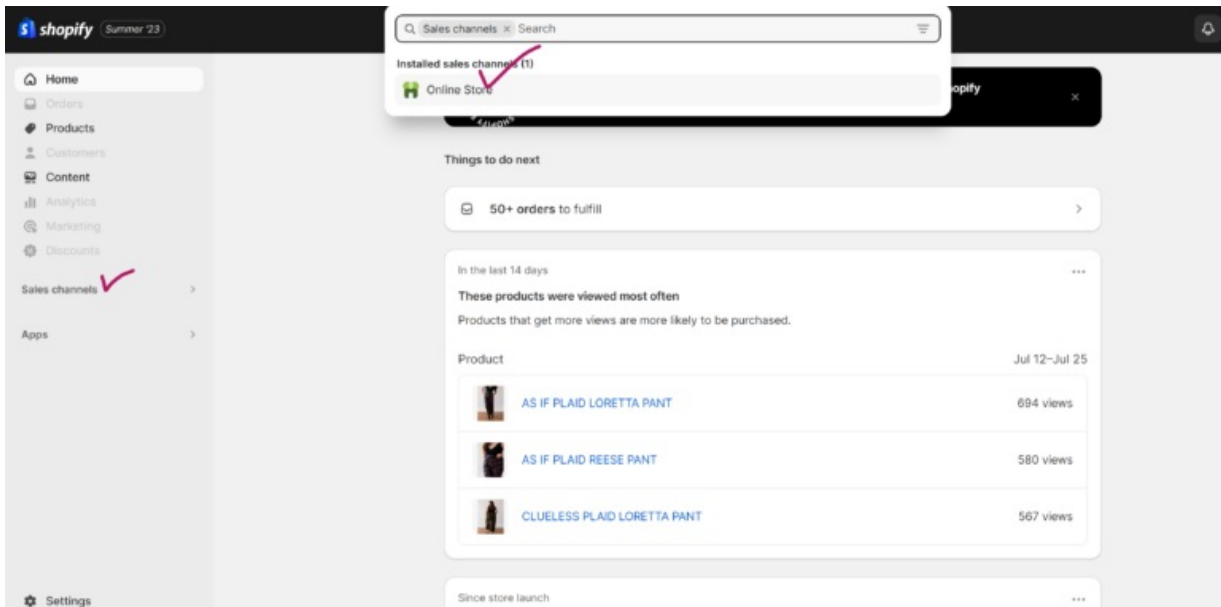 shopify Summer '23
Sales channels × Search
Installed sales channels (1)
Online Store
opify
SHOPIFY
Home
Orders
Products
Customers
Content
Analytics
Marketing
Discounts
Sales channels
Apps
Settings
Things to do next
50+ orders to fulfill
In the last 14 days
These products were viewed most often
Products that get more views are more likely to be purchased.
Product Jul 12–Jul 25
AS IF PLAID LORETTA PANT 694 views
AS IF PLAID REESE PANT 580 views
CLUELESS PLAID LORETTA PANT 567 views
Since store launch